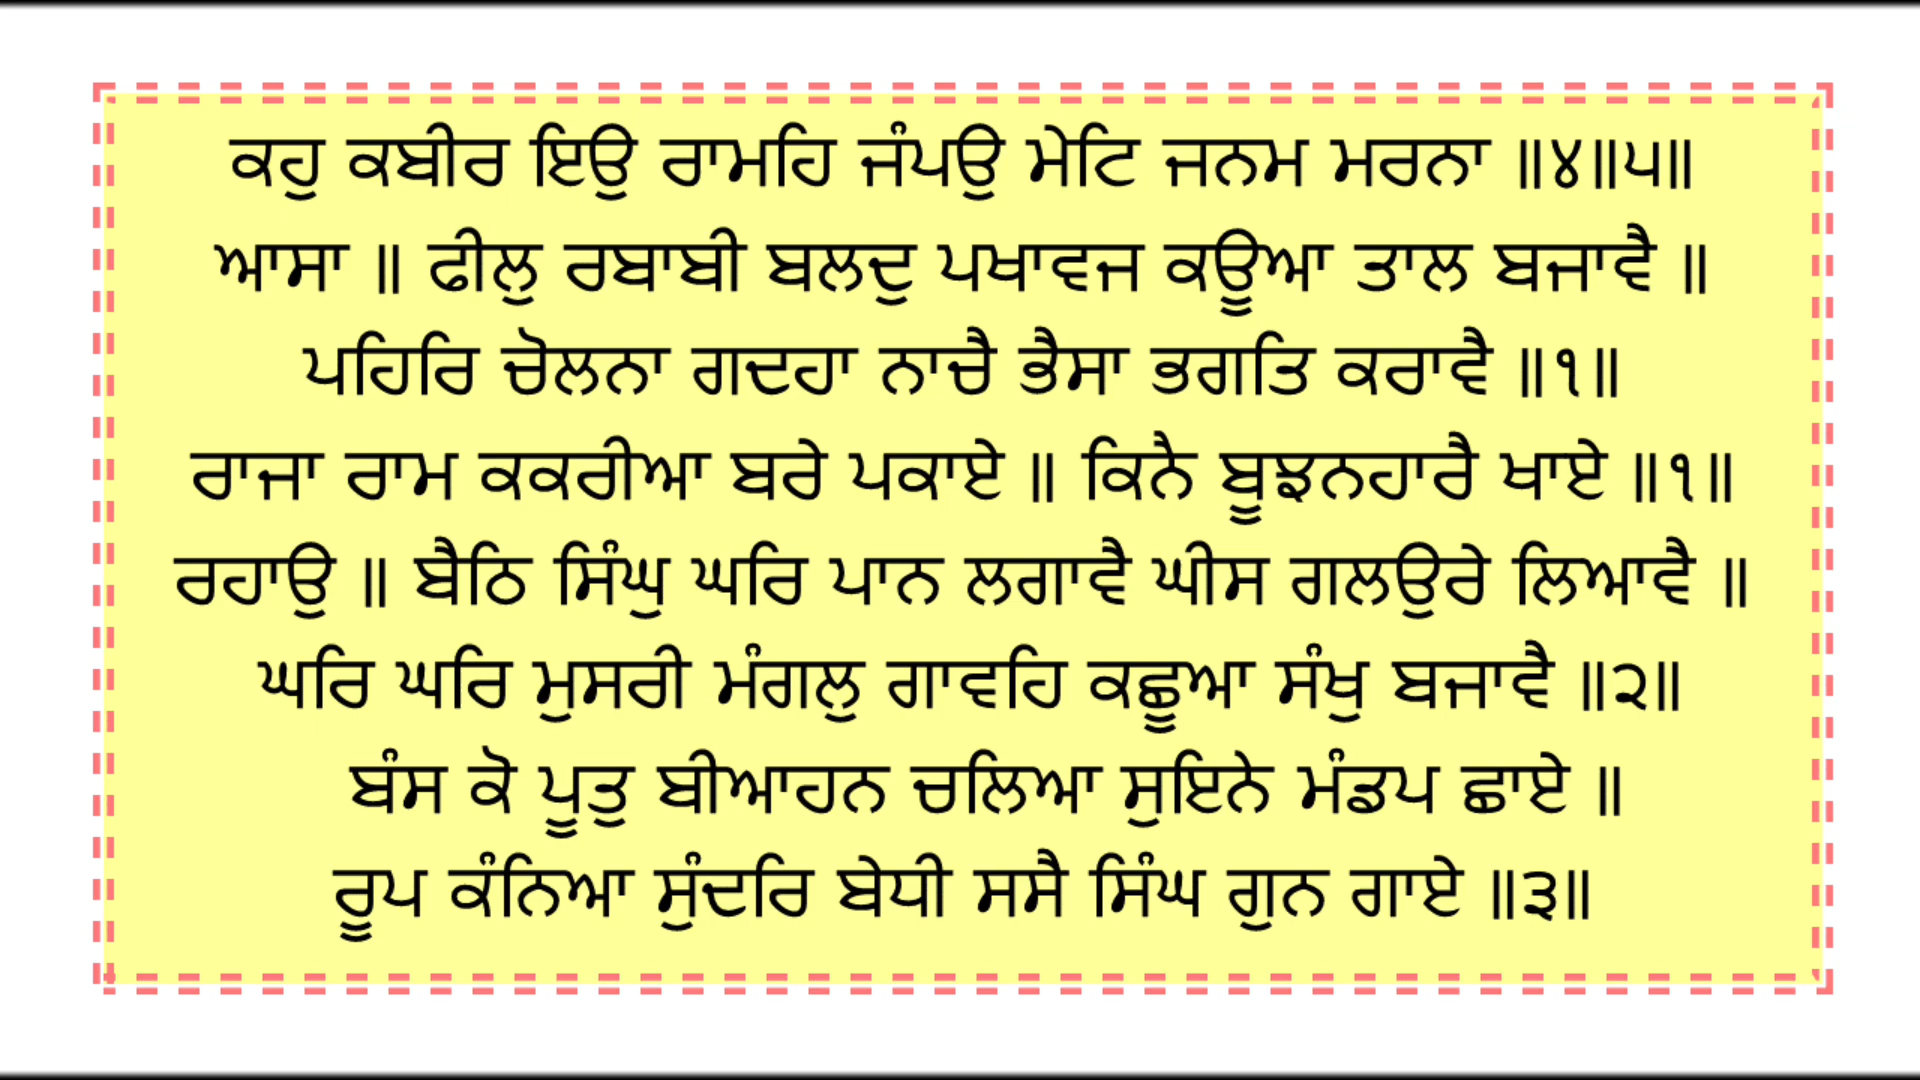 ਕਹੁ ਕਬੀਰ ਇਉ ਰਾਮਹਿ ਜੰਪਉ ਮੇਟਿ ਜਨਮ ਮਰਨਾ ॥੪॥੫॥
ਆਸਾ ॥ ਫੀਲੁ ਰਬਾਬੀ ਬਲਦੁ ਪਖਾਵਜ ਕਊਆ ਤਾਲ ਬਜਾਵੈ ॥
ਪਹਿਰਿ ਚੋਲਨਾ ਗਦਹਾ ਨਾਚੈ ਭੈਸਾ ਭਗਤਿ ਕਰਾਵੈ ॥੧॥
ਰਾਜਾ ਰਾਮ ਕਕਰੀਆ ਬਰੇ ਪਕਾਏ ॥ ਕਿਨੈ ਬੂਝਨਹਾਰੈ ਖਾਏ ॥੧॥
ਰਹਾਉ ॥ ਬੈਠਿ ਸਿੰਘੁ ਘਰਿ ਪਾਨ ਲਗਾਵੈ ਘੀਸ ਗਲਉਰੇ ਲਿਆਵੈ ॥
ਘਰਿ ਘਰਿ ਮੁਸਰੀ ਮੰਗਲੁ ਗਾਵਹਿ ਕਛੂਆ ਸੰਖੁ ਬਜਾਵੈ ॥੨॥
ਬੰਸ ਕੋ ਪੂਤੁ ਬੀਆਹਨ ਚਲਿਆ ਸੁਇਨੇ ਮੰਡਪ ਛਾਏ ॥
ਰੂਪ ਕੰਨਿਆ ਸੁੰਦਰਿ ਬੇਧੀ ਸਸੈ ਸਿੰਘ ਗੁਨ ਗਾਏ ॥੩॥